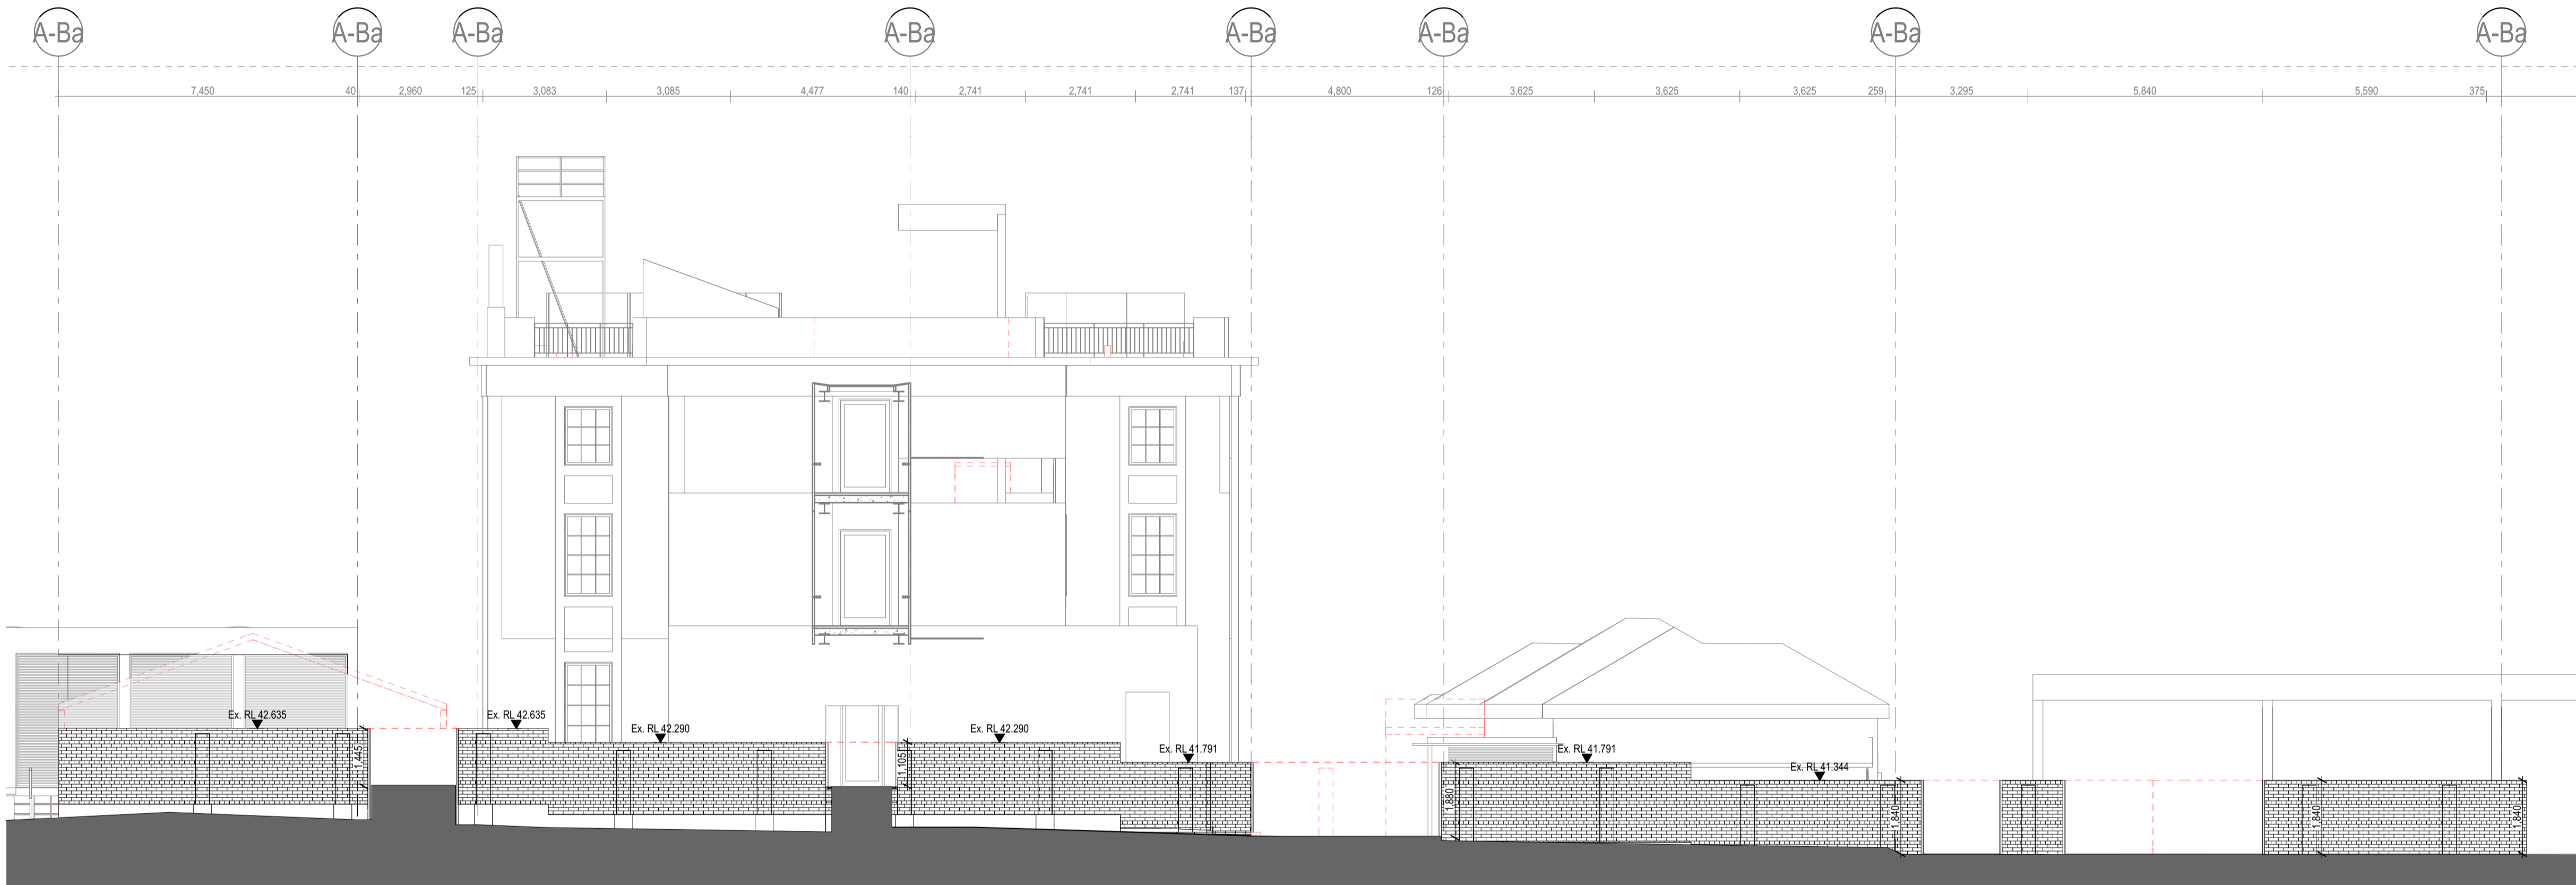 A-Ba A-Ba A-Ba A-Ba A-Ba A-Ba A-Ba A-Ba
7,450 40 2,960 125 3,083 3,085 4,477 140 2,741 2,741 2,741 137 4,800 126 3,625 3,625 3,625 259 3,295 5,840 5,590 375
Ex. RL 42.635 Ex. RL 42.635
Ex. RL 42.290 Ex. RL 42.290
Ex. RL 41.791 Ex. RL 41.791
Ex. RL 41.344
1,445 1,105 1,880 1,840 1,840 1,840